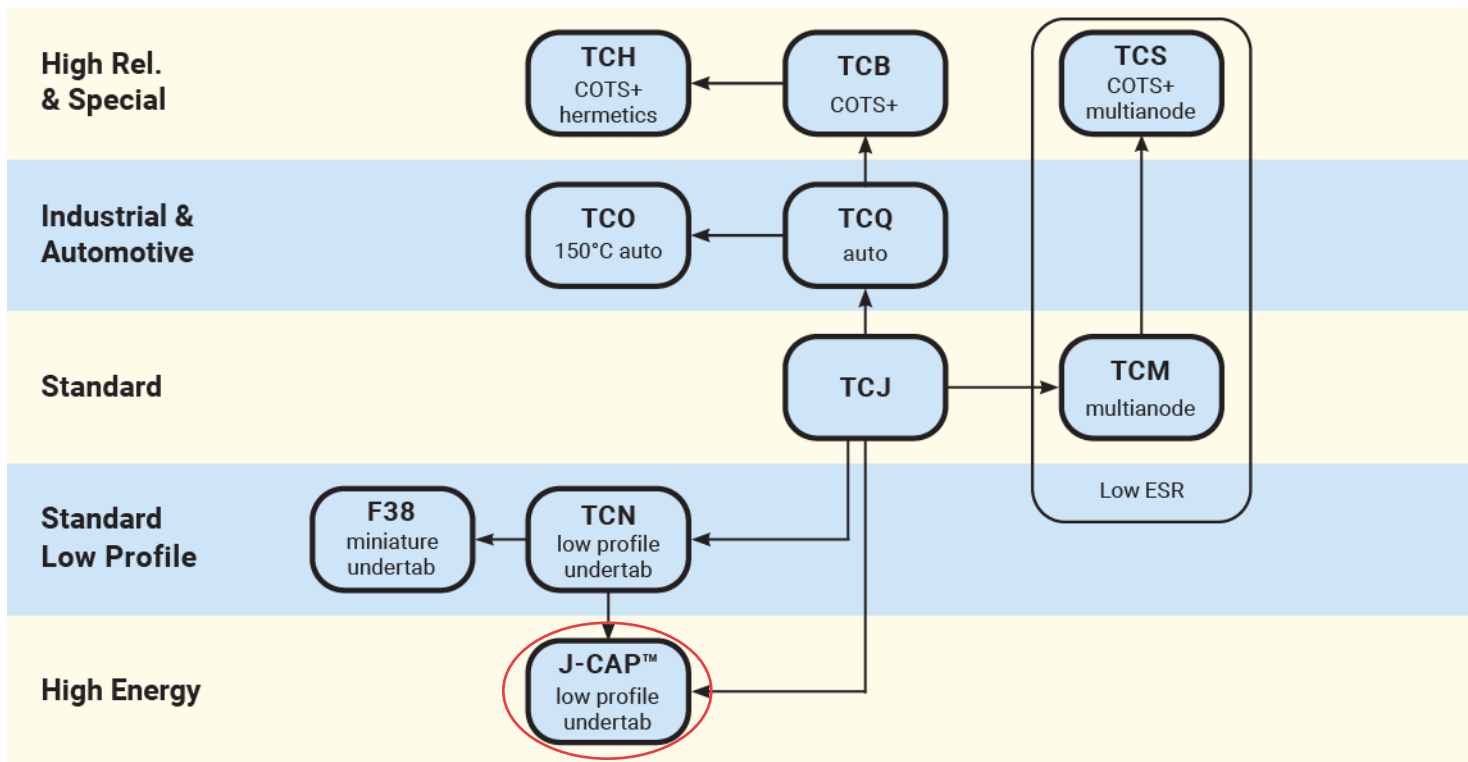 High Rel.
& Special
TCH
COTS+
hermetics
TCB
COTS+
TCS
COTS+
multianode
Industrial &
Automotive
TCO
150°C auto
TCQ
auto
Standard
TCJ
TCM
multianode
Low ESR
Standard
Low Profile
F38
miniature
undertab
TCN
low profile
undertab
High Energy
J-CAP™
low profile
undertab